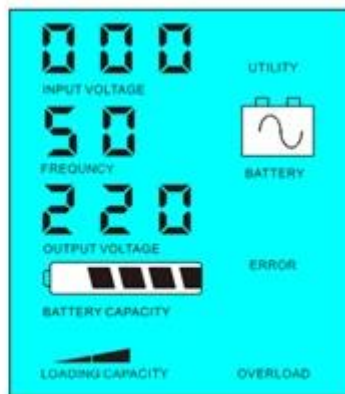 000
UTILITY
INPUT VOLTAGE
50
FREQUNCY
BATTERY
220
OUTPUT VOLTAGE
ERROR
BATTERY CAPACITY
LOADING CAPACITY
OVERLOAD